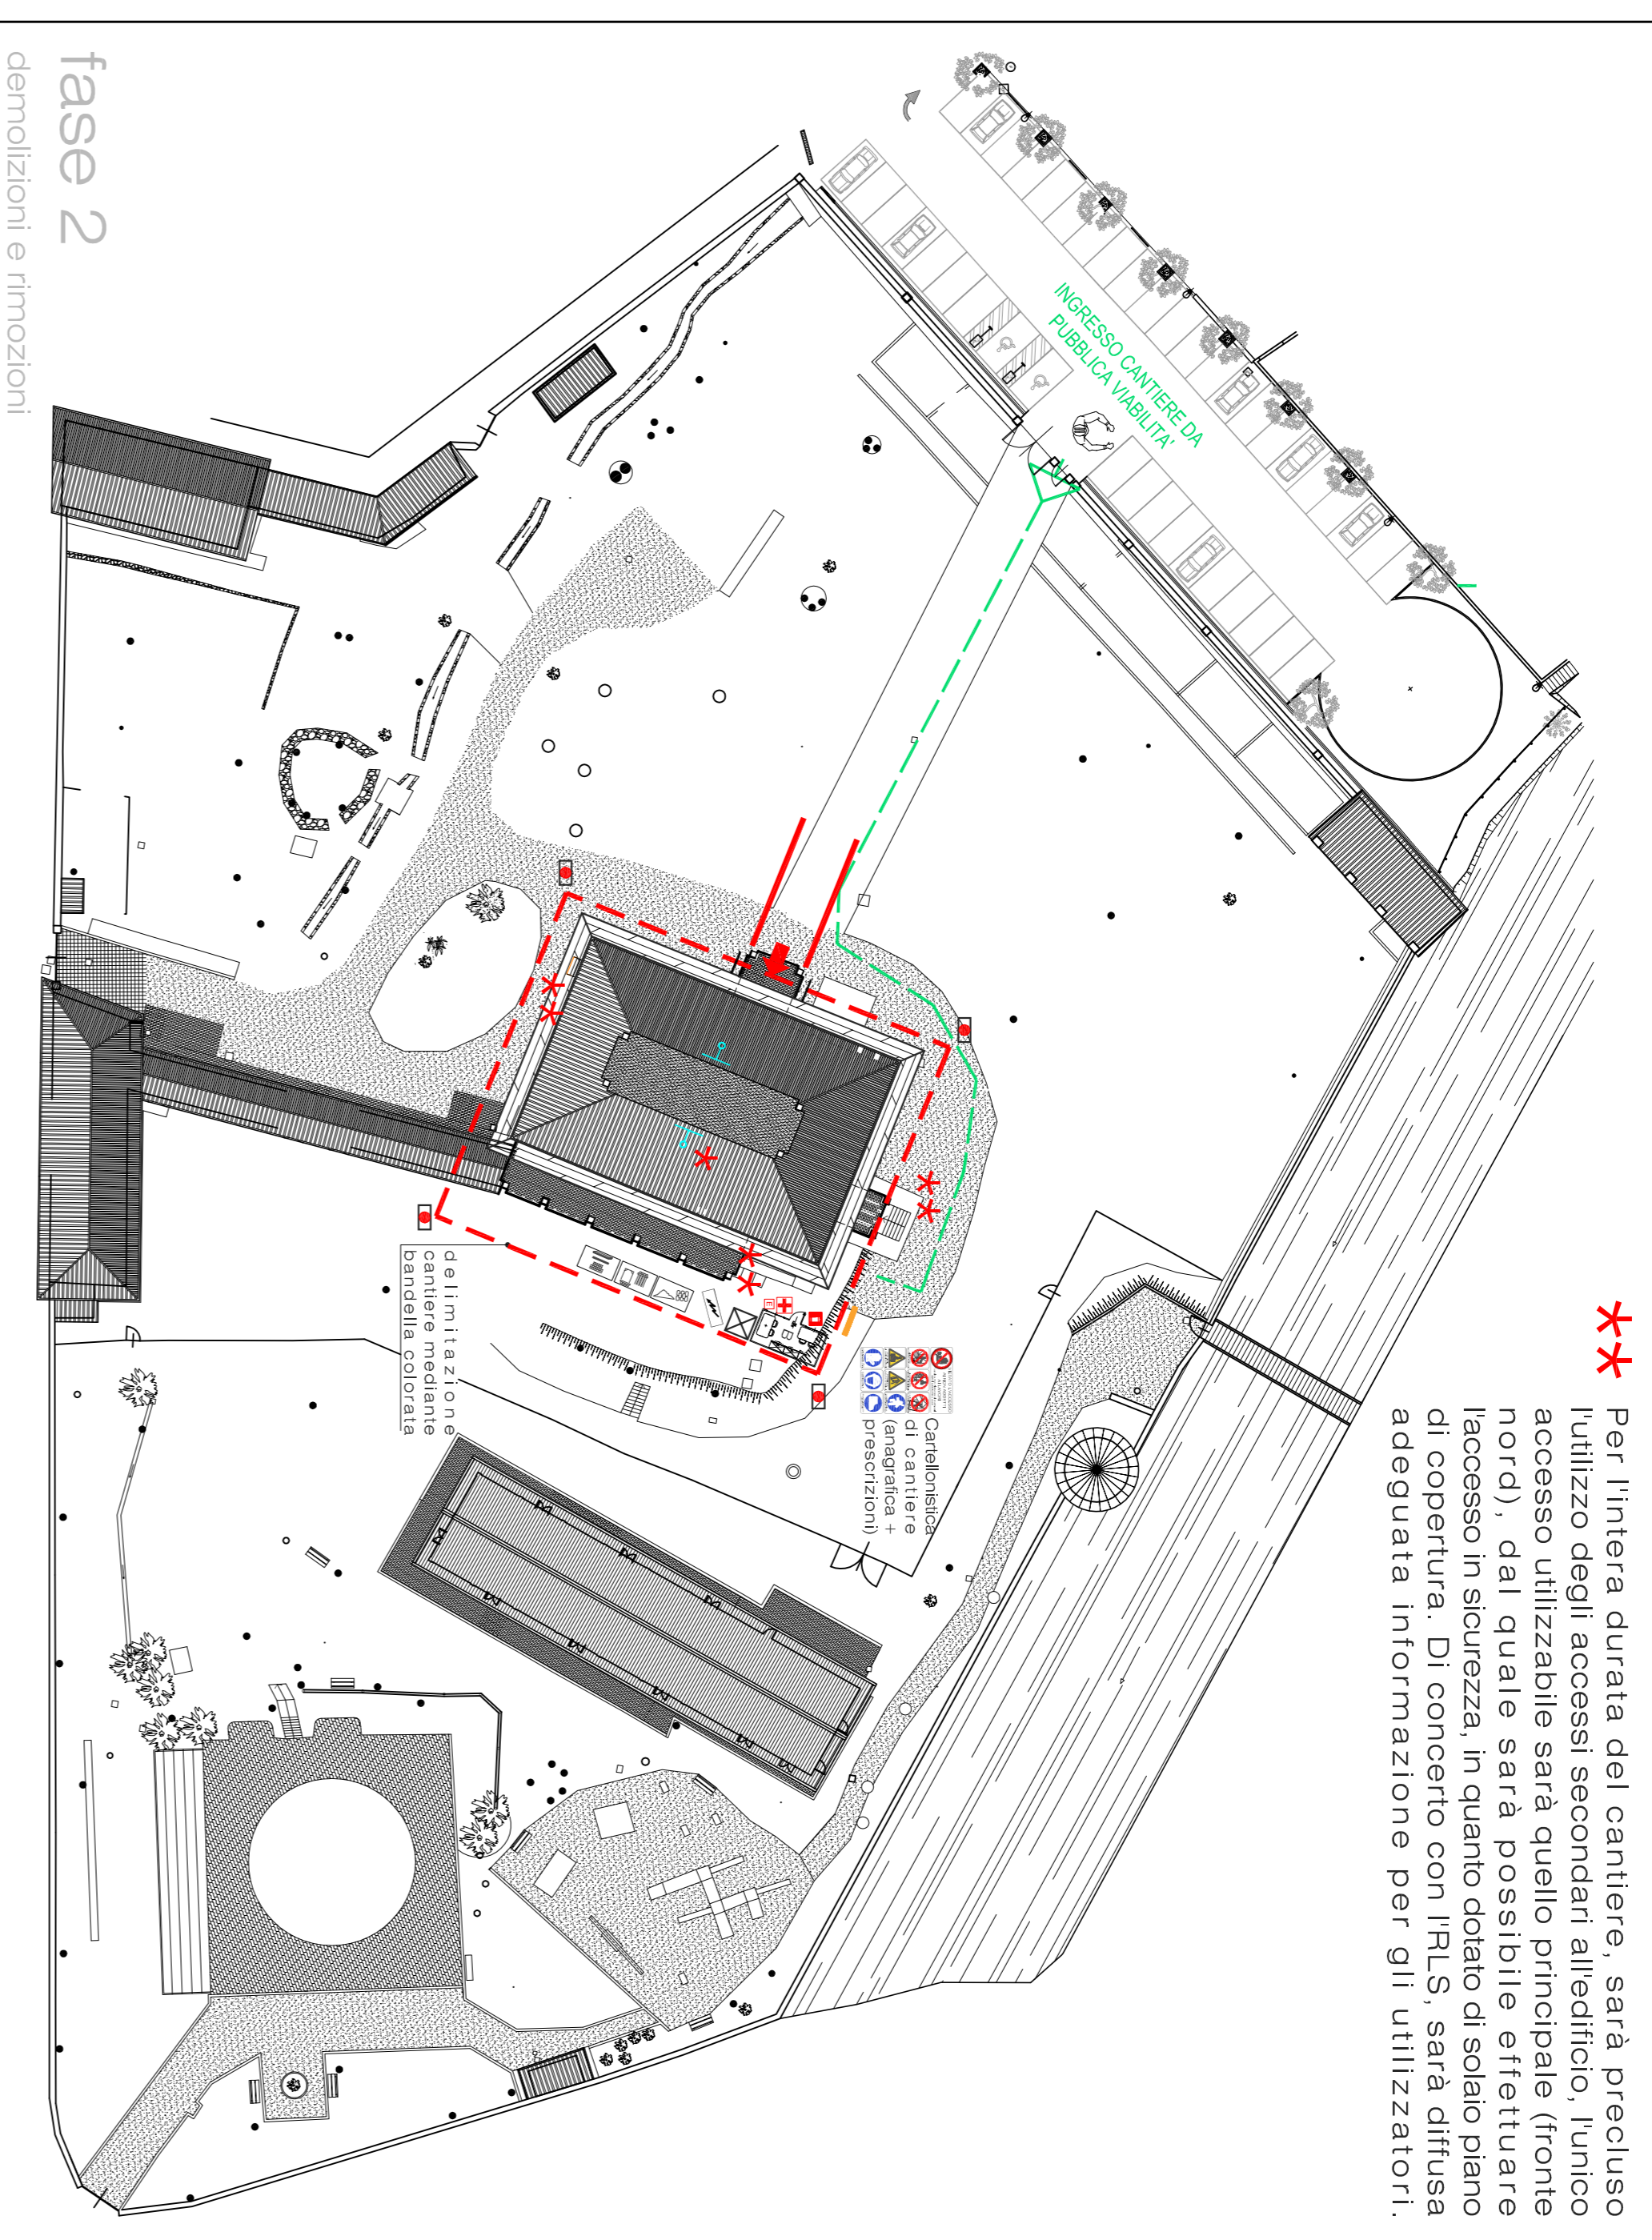 **
Per l'intera durata del cantiere, sarà precluso
l'utilizzo degli accessi secondari all'edificio, l'unico
accesso utilizzabile sarà quello principale (fronte
nord), dal quale sarà possibile effettuare
l'accesso in sicurezza, in quanto dotato di solaio piano
di copertura. Di concerto con l'RLS, sarà diffusa
adeguata informazione per gli utilizzatori.
INGRESSO CANTIERE DA
PUBBLICA VIABILITA'
Cartellonistica
di cantiere
(anagrafica +
prescrizioni)
delimitazione
cantiere mediante
bandella colorata
E
fase 2
demolizioni e rimozioni